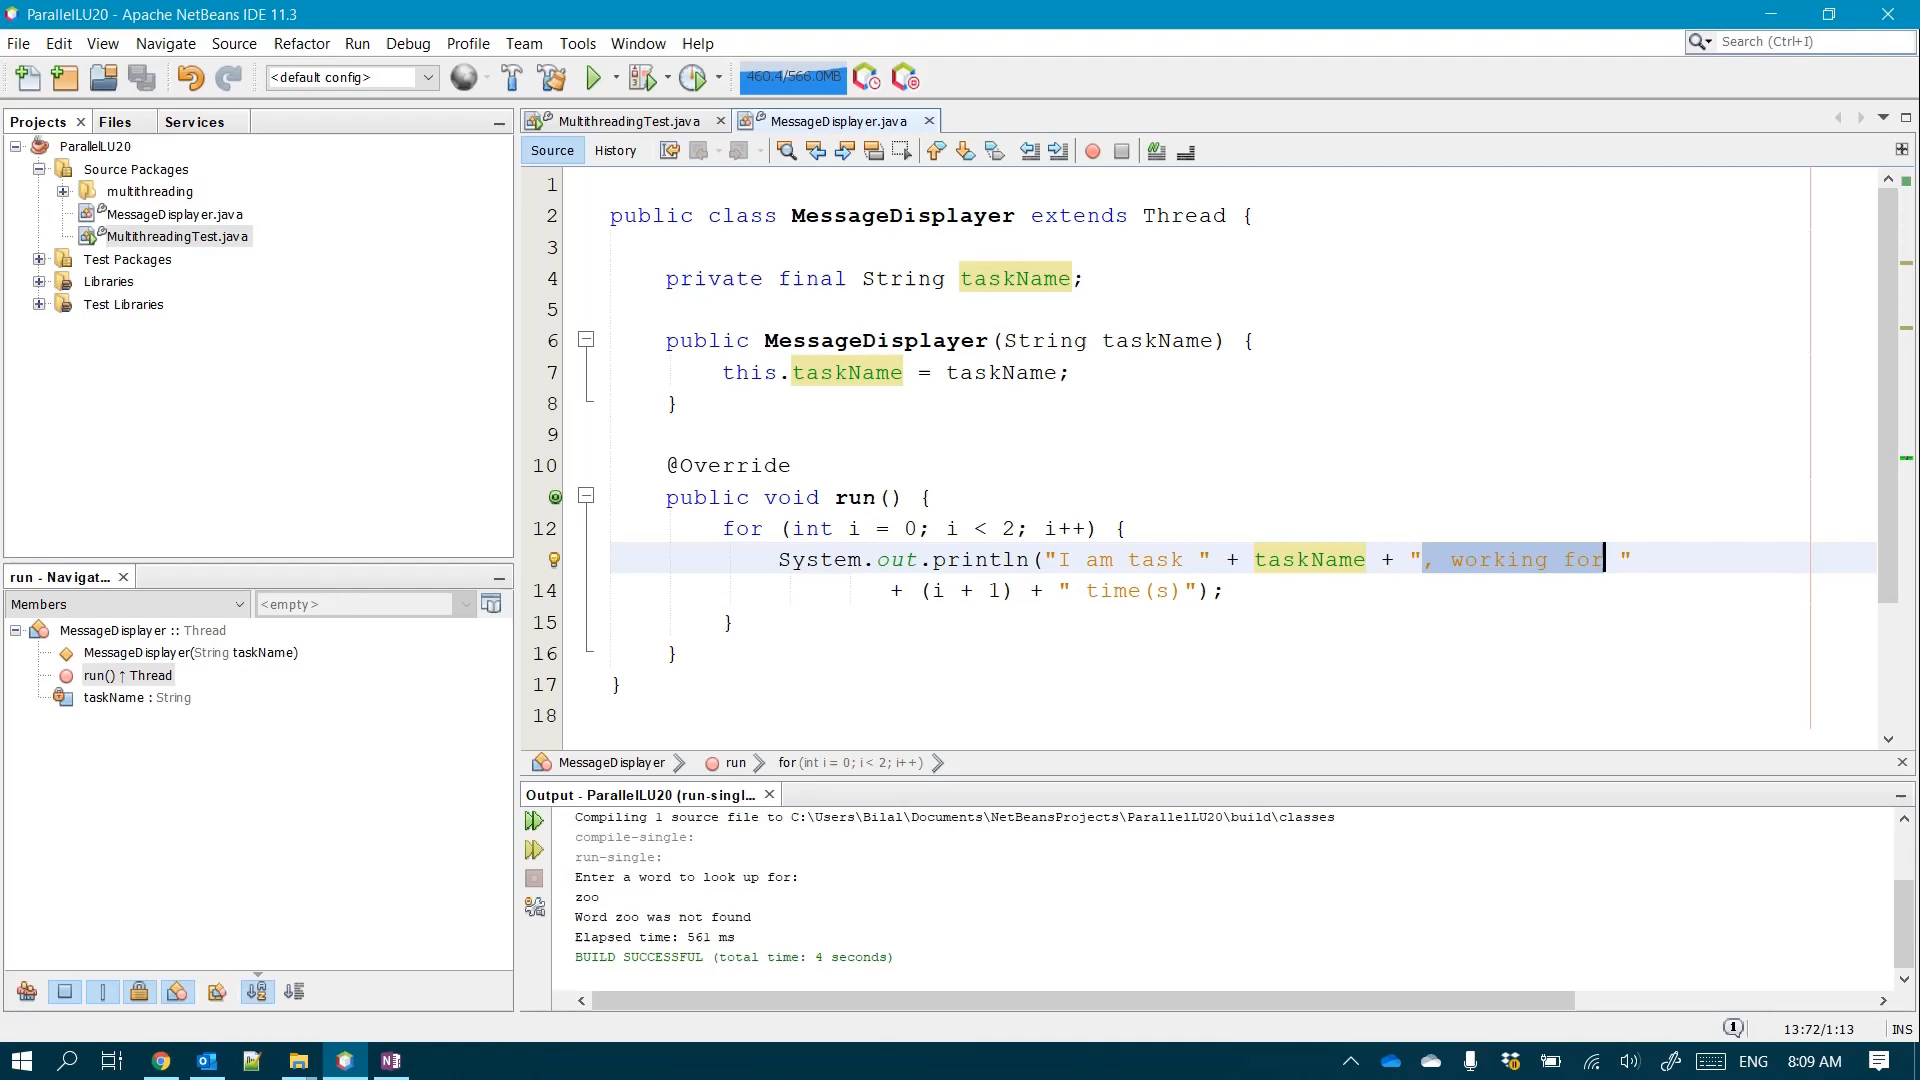 ParallelLU20 - Apache NetBeans IDE 11.3
File Edit View Navigate Source Refactor Run Debug Profile Team Tools Window Help
Search (Ctrl+I)
<default config>
460.4/566.0MB
Projects Files Services
ParallelLU20
Source Packages
multithreading
MessageDisplayer.java
MultithreadingTest.java
Test Packages
Libraries
Test Libraries
run - Navigat...
Members
<empty>
MessageDisplayer :: Thread
MessageDisplayer(String taskName)
run() ↑ Thread
taskName : String
MultithreadingTest.java MessageDisplayer.java
Source History
1
2 public class MessageDisplayer extends Thread {
3
4 private final String taskName;
5
6 public MessageDisplayer(String taskName) {
7 this.taskName = taskName;
8 }
9
10 @Override
public void run() {
12 for (int i = 0; i < 2; i++) {
System.out.println("I am task " + taskName + ", working for "
14 + (i + 1) + " time(s)");
15 }
16 }
17 }
18
MessageDisplayer run for (int i = 0; i < 2; i++)
Output - ParallelLU20 (run-singl...
Compiling 1 source file to C:\Users\Bilal\Documents\NetBeansProjects\ParallelLU20\build\classes
compile-single:
run-single:
Enter a word to look up for:
zoo
Word zoo was not found
Elapsed time: 561 ms
BUILD SUCCESSFUL (total time: 4 seconds)
1 13:72/1:13 INS
ENG 8:09 AM